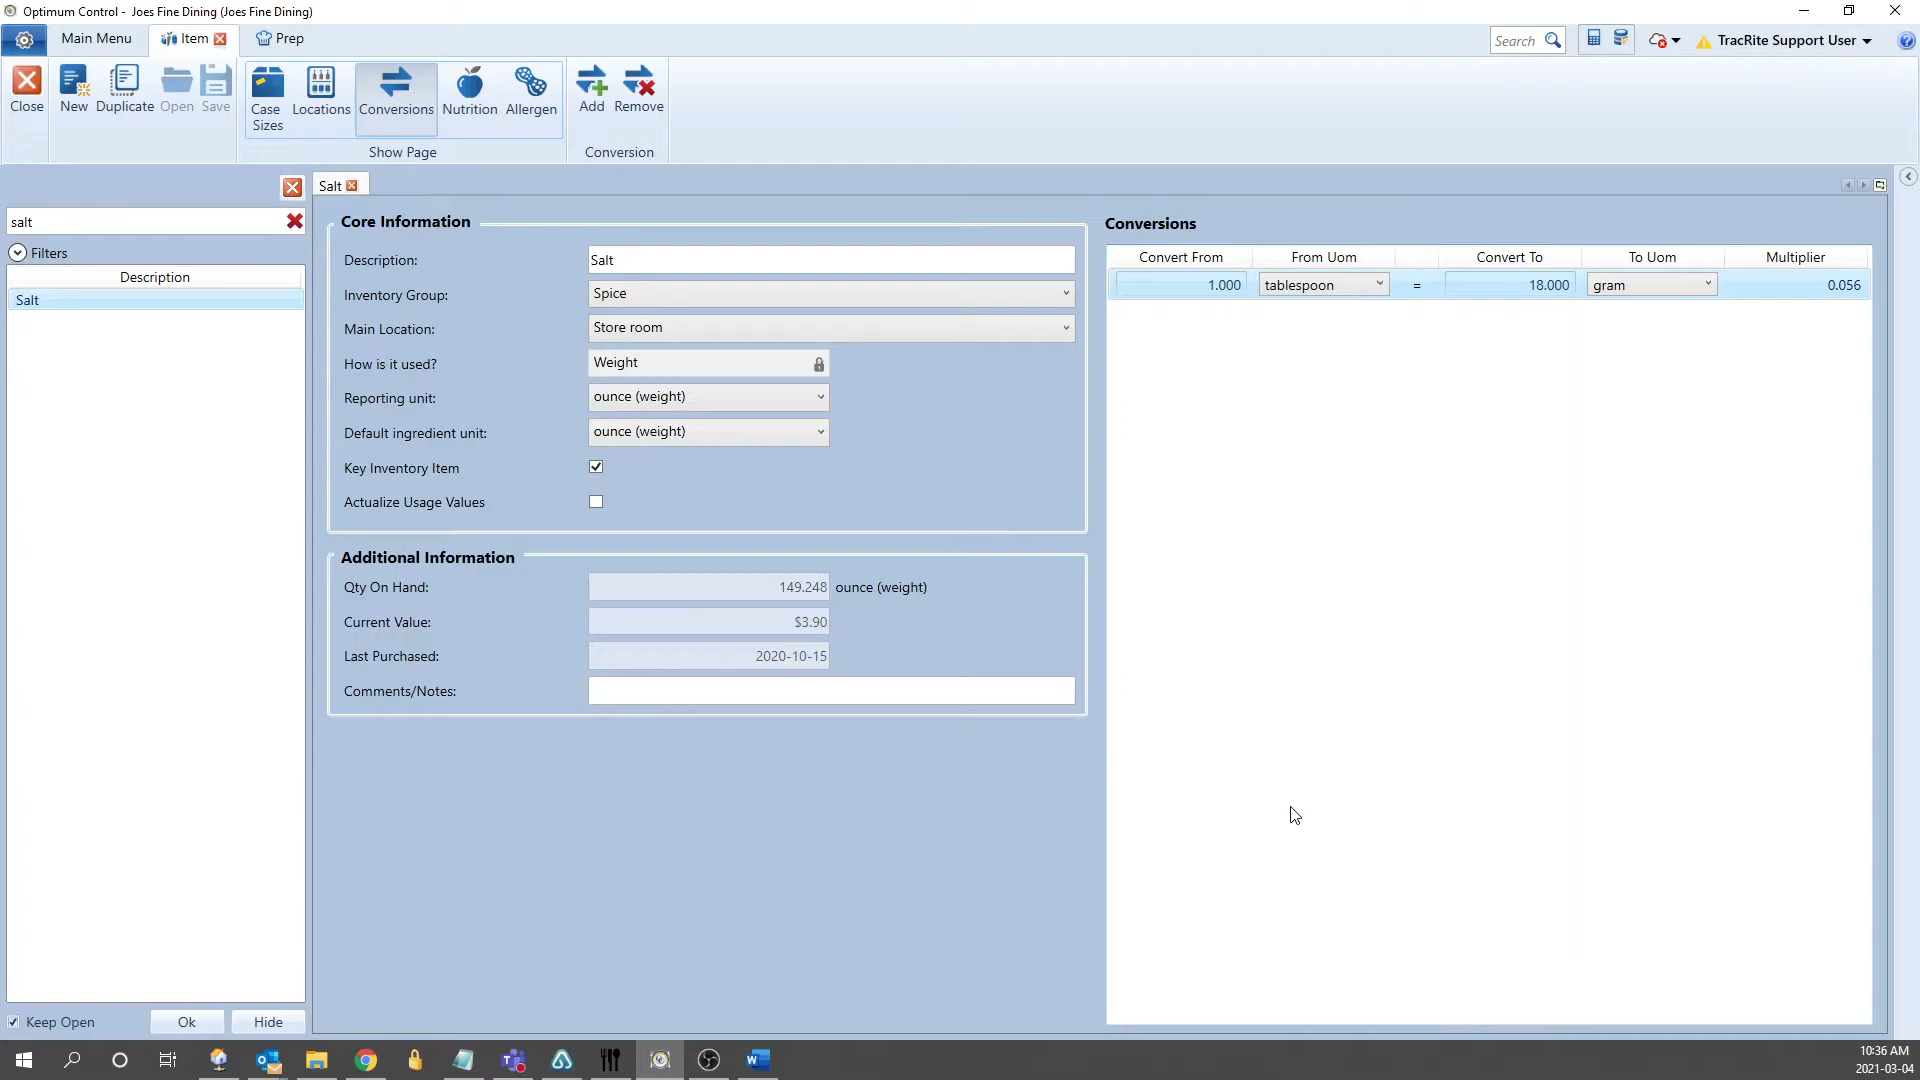 Optimum Control - Joes Fine Dining (Joes Fine Dining)
Main Menu
Item
Prep
Search
TracRite Support User
Close
New
Duplicate
Open
Save
Case Sizes
Locations
Conversions
Nutrition
Allergen
Add
Remove
Show Page
Conversion
salt
Filters
Description
Salt
Keep Open
Ok
Hide
Salt
Core Information
Description: Salt
Inventory Group: Spice
Main Location: Store room
How is it used? Weight
Reporting unit: ounce (weight)
Default ingredient unit: ounce (weight)
Key Inventory Item
Actualize Usage Values
Additional Information
Qty On Hand: 149.248 ounce (weight)
Current Value: $3.90
Last Purchased: 2020-10-15
Comments/Notes:
Conversions
Convert From From Uom Convert To To Uom Multiplier
1.000 tablespoon = 18.000 gram 0.056
10:36 AM
2021-03-04